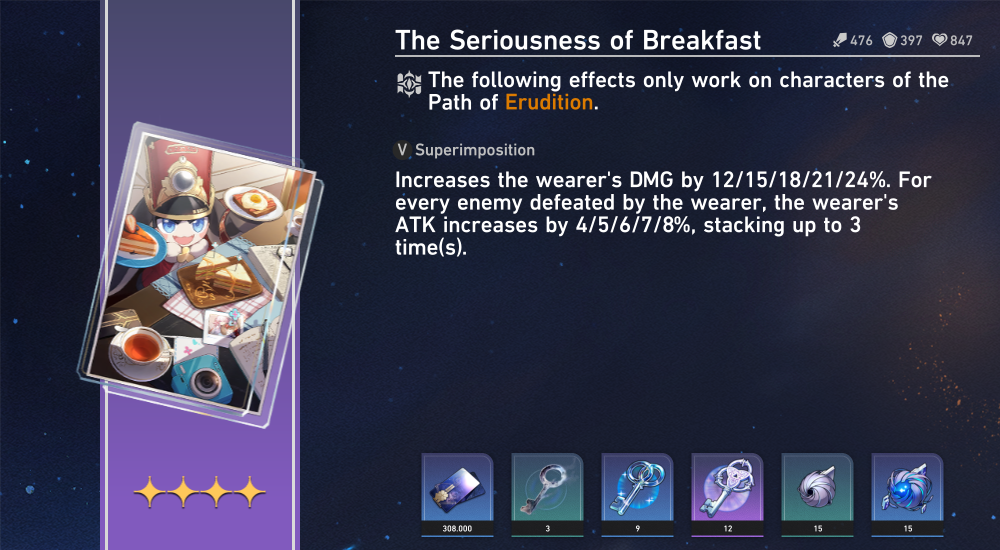 The Seriousness of Breakfast
476 397 847
The following effects only work on characters of the
Path of Erudition.
V Superimposition
Increases the wearer's DMG by 12/15/18/21/24%. For
every enemy defeated by the wearer, the wearer's
ATK increases by 4/5/6/7/8%, stacking up to 3
time(s).
308.000 3 9 12 15 15